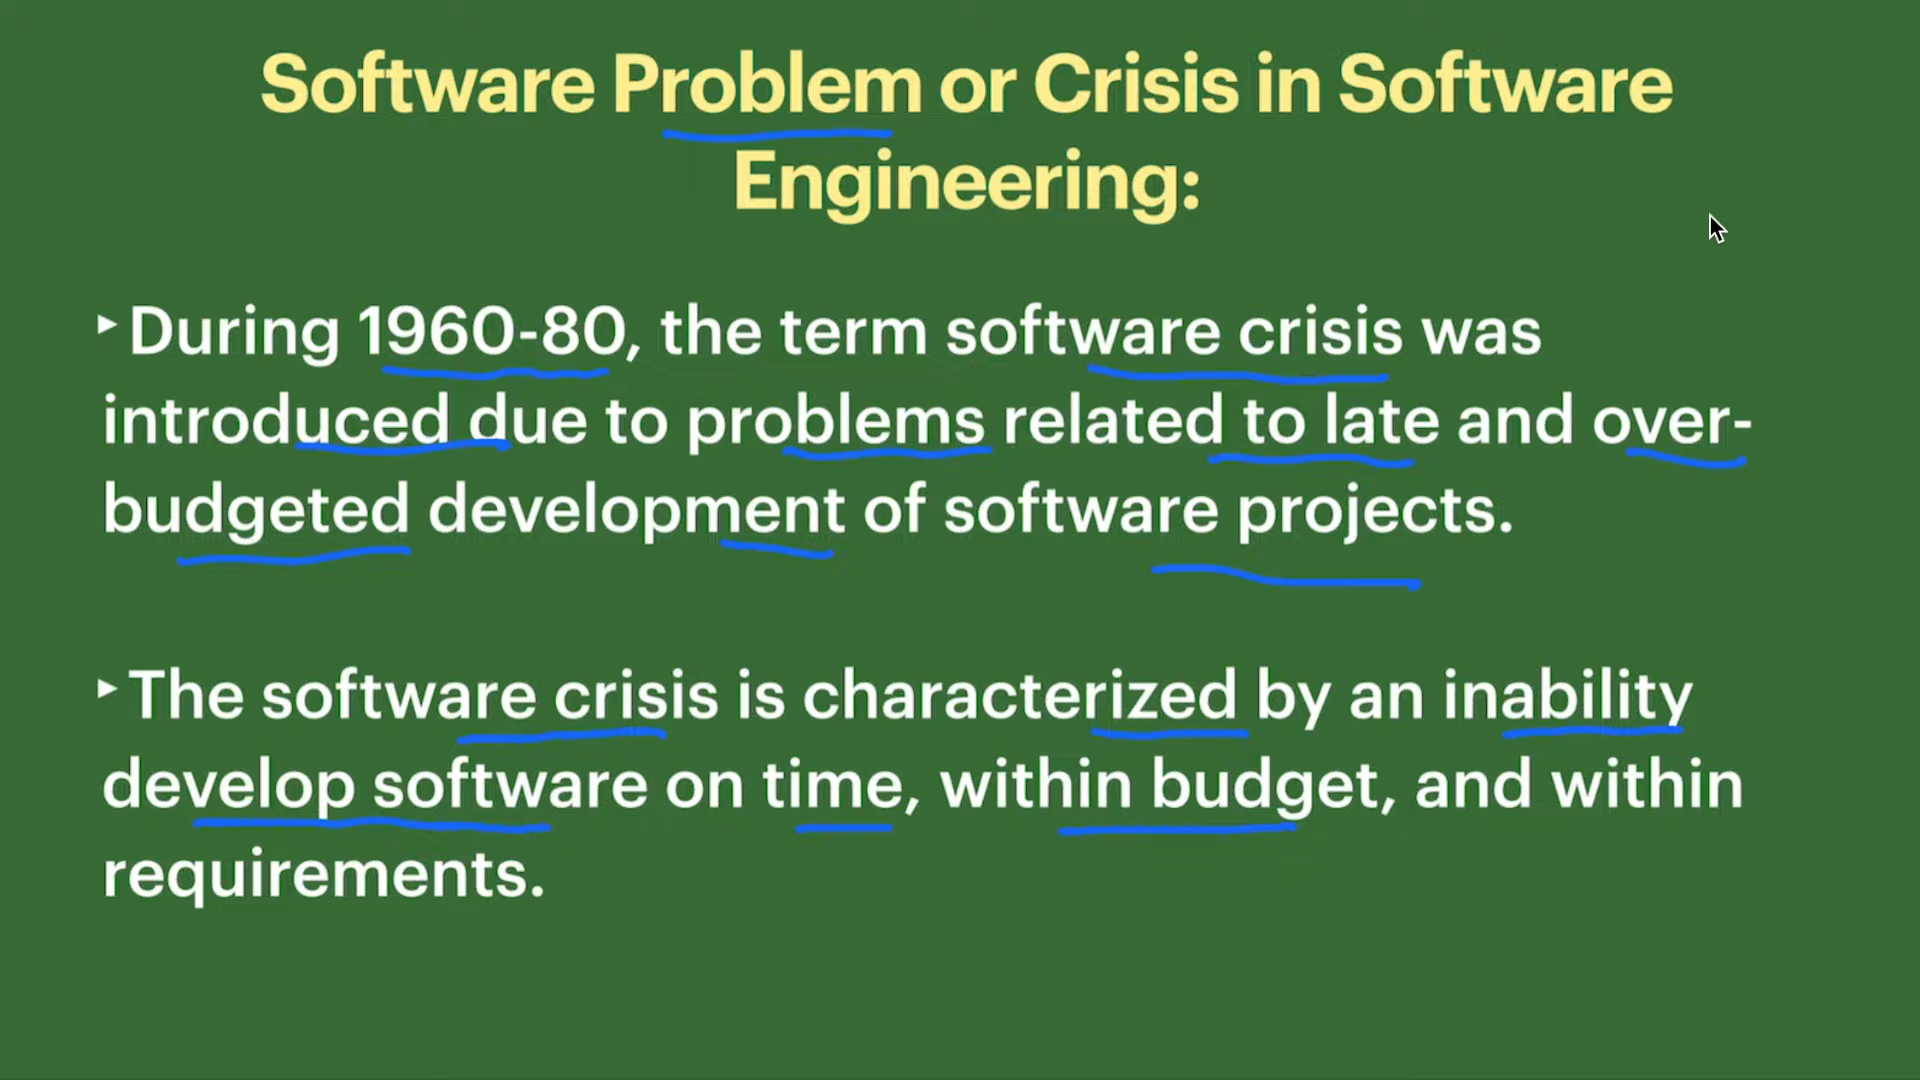 Software Problem or Crisis in Software
Engineering:
▸During 1960-80, the term software crisis was
introduced due to problems related to late and over-
budgeted development of software projects.
▸The software crisis is characterized by an inability
develop software on time, within budget, and within
requirements.